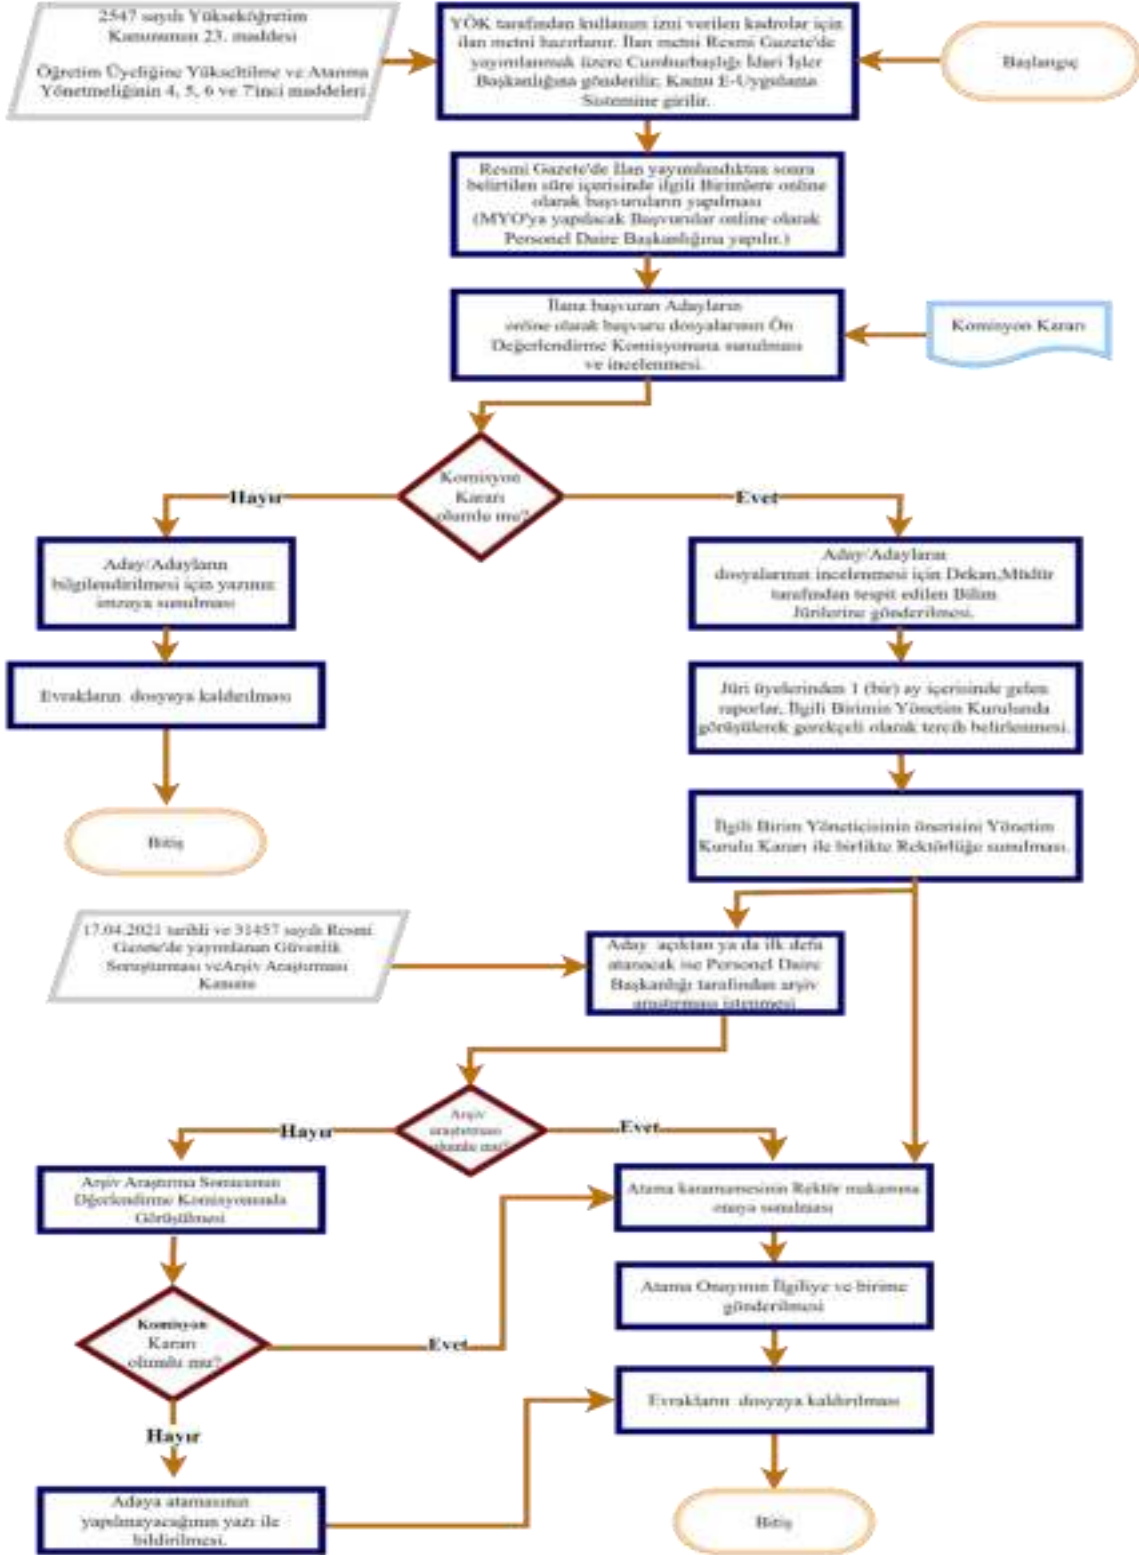 2547 sayılı Yükseköğretim
Kanununun 23. maddesi
Öğretim Üyeliğine Yükseltilme ve Atanma
Yönetmeliğinin 4, 5, 6 ve 7'inci maddeleri
YÖK tarafından kullanım izni verilen kadrolar için
ilan metni hazırlanır. İlan metni Resmi Gazete'de
yayımlanmak üzere Cumhurbaşlığı İdari İşler
Başkanlığına gönderilir, Kamu E-Uygulama
Sistemine girilir.
Başlangıç
Resmi Gazete'de İlan yayımlandıktan sonra
belirtilen süre içerisinde ilgili Birimlere online
olarak başvuruların yapılması
(MYO'ya yapılacak Başvurular online olarak
Personel Daire Başkanlığına yapılır.)
İlana başvuran Adayların
online olarak başvuru dosyalarının Ön
Değerlendirme Komisyonuna sunulması
ve incelenmesi.
Komisyon Kararı
Komisyon
Kararı
olumlu mu?
Hayır
Evet
Aday/Adayların
bilgilendirilmesi için yazının
imzaya sunulması
Evrakların dosyaya kaldırılması
Bitiş
Aday/Adayların
dosyalarının incelenmesi için Dekan,Müdür
tarafından tespit edilen Bilim
Jürilerine gönderilmesi.
Jüri üyelerinden 1 (bir) ay içerisinde gelen
raporlar, İlgili Birimin Yönetim Kurulunda
görüşülerek gerekçeli olarak tercih belirlenmesi.
İlgili Birim Yöneticisinin önerisini Yönetim
Kurulu Kararı ile birlikte Rektörlüğe sunulması.
17.04.2021 tarihli ve 31457 sayılı Resmi
Gazete'de yayımlanan Güvenlik
Soruşturması veArşiv Araştırması
Kanunu
Aday açıktan ya da ilk defa
atanacak ise Personel Daire
Başkanlığı tarafından arşiv
araştırması istenmesi
Arşiv
araştırması
olumlu mu?
Hayır
Evet
Arşiv Araştırma Sonucunun
Dğerlendirme Komisyonunda
Görüşülmesi
Atama kararnamesinin Rektör makamına
onaya sunulması
Atama Onayının İlgiliye ve birime
gönderilmesi
Komisyon
Kararı
olumlu mu?
Evet
Hayır
Evrakların dosyaya kaldırılması
Adaya atamasının
yapılmayacağının yazı ile
bildirilmesi.
Bitiş